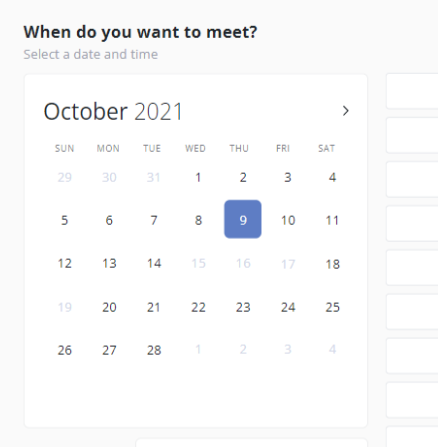 When do you want to meet?
Select a date and time
October 2021 >
SUN MON TUE WED THU FRI SAT
29 30 31 1 2 3 4
5 6 7 8 9 10 11
12 13 14 15 16 17 18
19 20 21 22 23 24 25
26 27 28 1 2 3 4